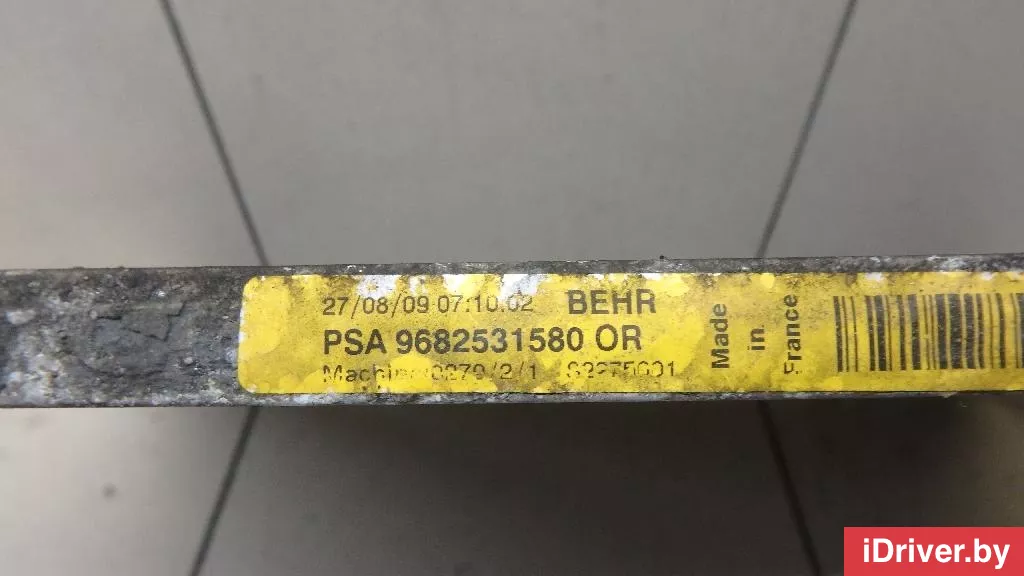 27/08/09 07:10:02 BEHR
PSA 9682531580 OR
Made
in
France
iDriver.by